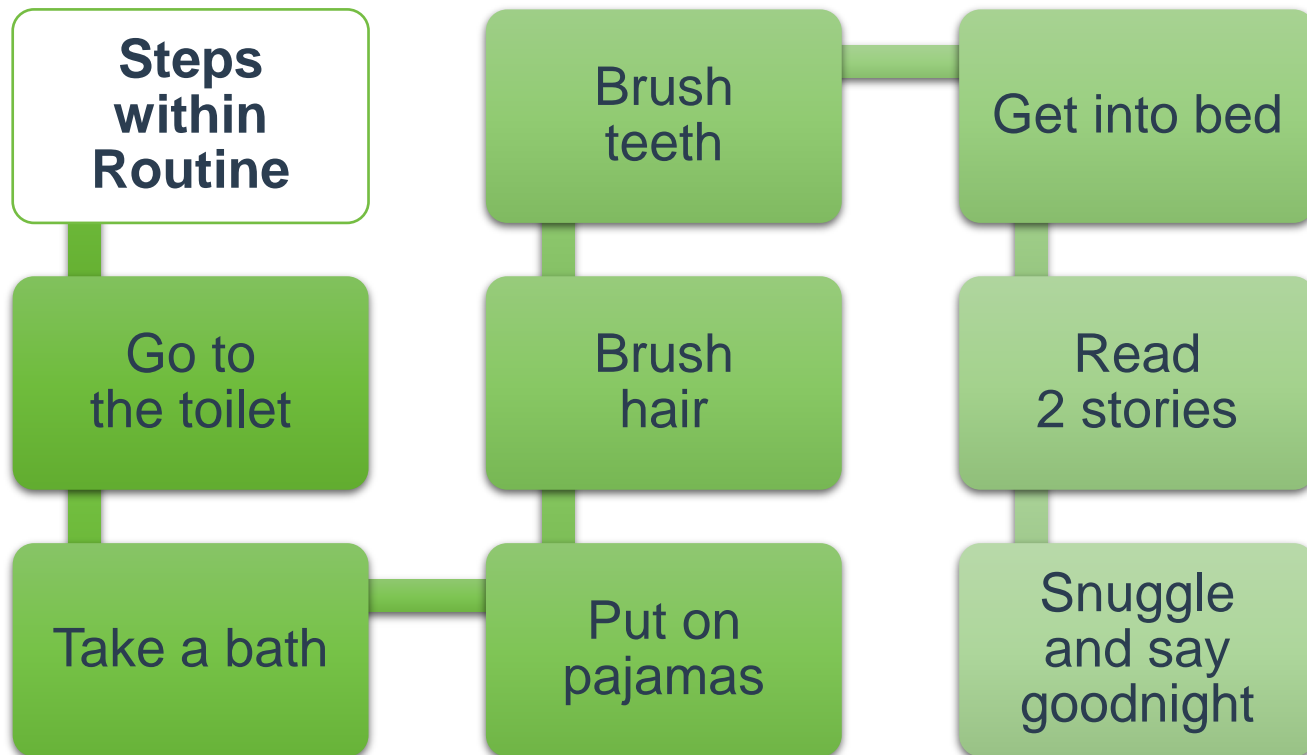 Steps
within
Routine
Go to
the toilet
Take a bath
Put on
pajamas
Brush
hair
Brush
teeth
Get into bed
Read
2 stories
Snuggle
and say
goodnight